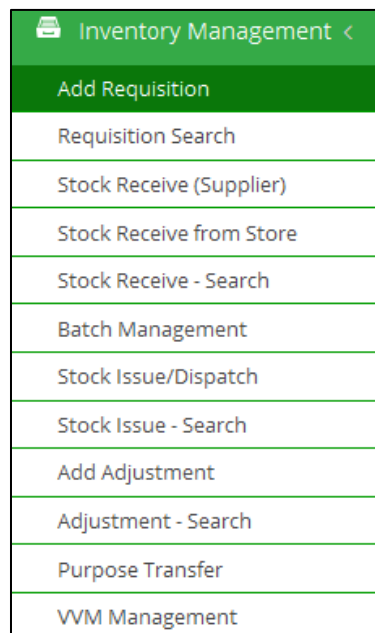 Inventory Management <
Add Requisition
Requisition Search
Stock Receive (Supplier)
Stock Receive from Store
Stock Receive - Search
Batch Management
Stock Issue/Dispatch
Stock Issue - Search
Add Adjustment
Adjustment - Search
Purpose Transfer
VVM Management